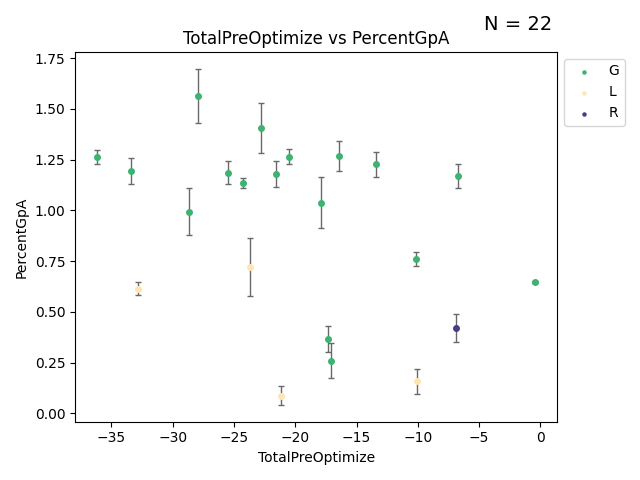 N = 22
TotalPreOptimize vs PercentGpA
G
L
R
1.75
1.50
1.25
1.00
0.75
0.50
0.25
0.00
PercentGpA
−35 −30 −25 −20 −15 −10 −5 0
TotalPreOptimize